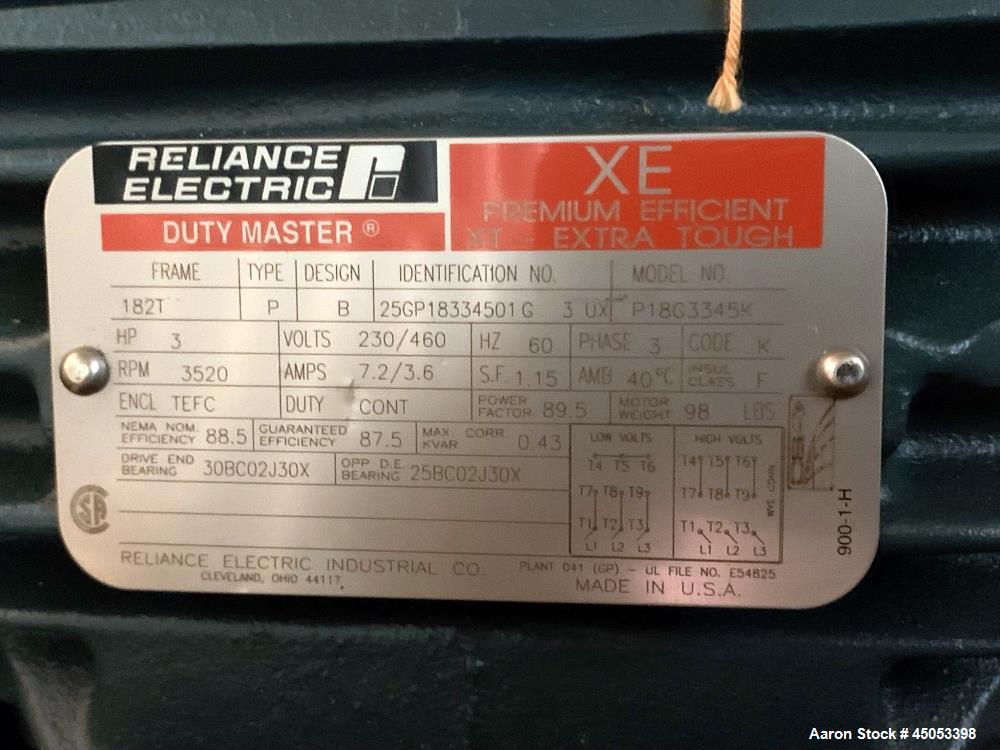 RELIANCE ELECTRIC
DUTY MASTER ®
XE
PREMIUM EFFICIENT
XT - EXTRA TOUGH
FRAME TYPE DESIGN IDENTIFICATION NO. MODEL NO.
182T P B 25GP18334501 G 3 UX P18G3345K
HP 3 VOLTS 230/460 HZ 60 PHASE 3 CODE K
RPM 3520 AMPS 7.2/3.6 S.F. 1.15 AMB 40°C INSUL CLASS F
ENCL TEFC DUTY CONT POWER FACTOR 89.5 MOTOR WEIGHT 98 LBS
NEMA NOM. EFFICIENCY 88.5 GUARANTEED EFFICIENCY 87.5 MAX. CORR KVAR 0.43
DRIVE END BEARING 30BC02J30X OPP D.E. BEARING 25BC02J30X
LOW VOLTS HIGH VOLTS
T4 T5 T6 T4 T5 T6
T7 T8 T9 T7 T8 T9
T1 T2 T3 T1 T2 T3
L1 L2 L3 L1 L2 L3
WYE CONN
900-1-H
RELIANCE ELECTRIC INDUSTRIAL CO. PLANT 041 (GP) - UL FILE NO. E54825
CLEVELAND, OHIO 44117 MADE IN U.S.A.
Aaron Stock # 45053398